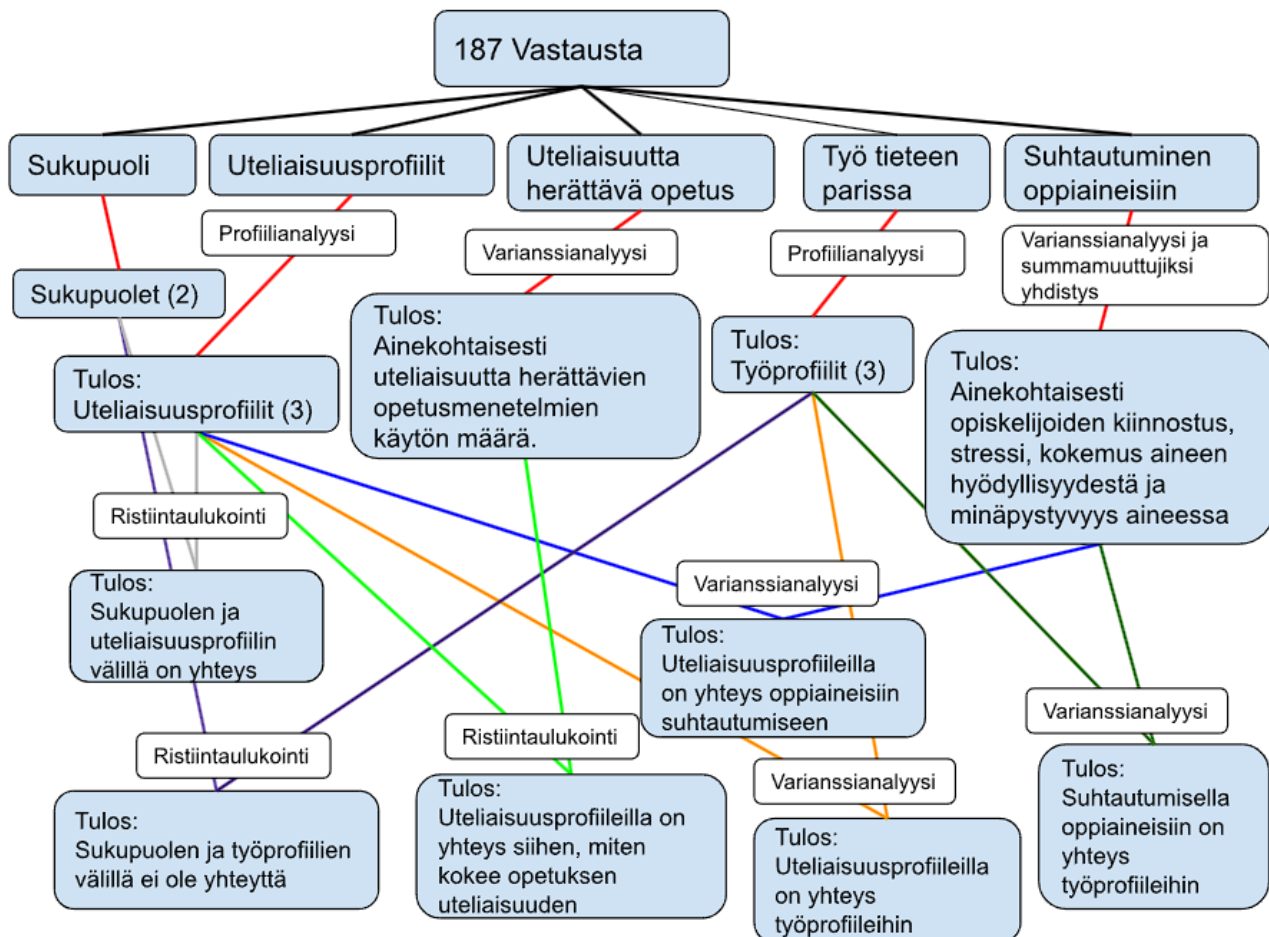 187 Vastausta
Sukupuoli
Uteliaisuusprofiilit
Uteliaisuutta
herättävä opetus
Työ tieteen
parissa
Suhtautuminen
oppiaineisiin
Profiilianalyysi
Varianssianalyysi
Profiilianalyysi
Varianssianalyysi ja
summamuuttujiksi
yhdistys
Sukupuolet (2)
Tulos:
Uteliaisuusprofiilit (3)
Tulos:
Ainekohtaisesti
uteliaisuutta herättävien
opetusmenetelmien
käytön määrä.
Tulos:
Työprofiilit (3)
Tulos:
Ainekohtaisesti
opiskelijoiden kiinnostus,
stressi, kokemus aineen
hyödyllisyydestä ja
minäpystyvyys aineessa
Ristiintaulukointi
Tulos:
Sukupuolen ja
uteliaisuusprofiilin
välillä on yhteys
Varianssianalyysi
Tulos:
Uteliaisuusprofiileilla
on yhteys oppiaineisiin
suhtautumiseen
Ristiintaulukointi
Tulos:
Sukupuolen ja työprofiilien
välillä ei ole yhteyttä
Ristiintaulukointi
Tulos:
Uteliaisuusprofiileilla on
yhteys siihen, miten
kokee opetuksen
uteliaisuuden
Varianssianalyysi
Tulos:
Uteliaisuusprofiileilla
on yhteys
työprofiileihin
Varianssianalyysi
Tulos:
Suhtautumisella
oppiaineisiin on
yhteys
työprofiileihin